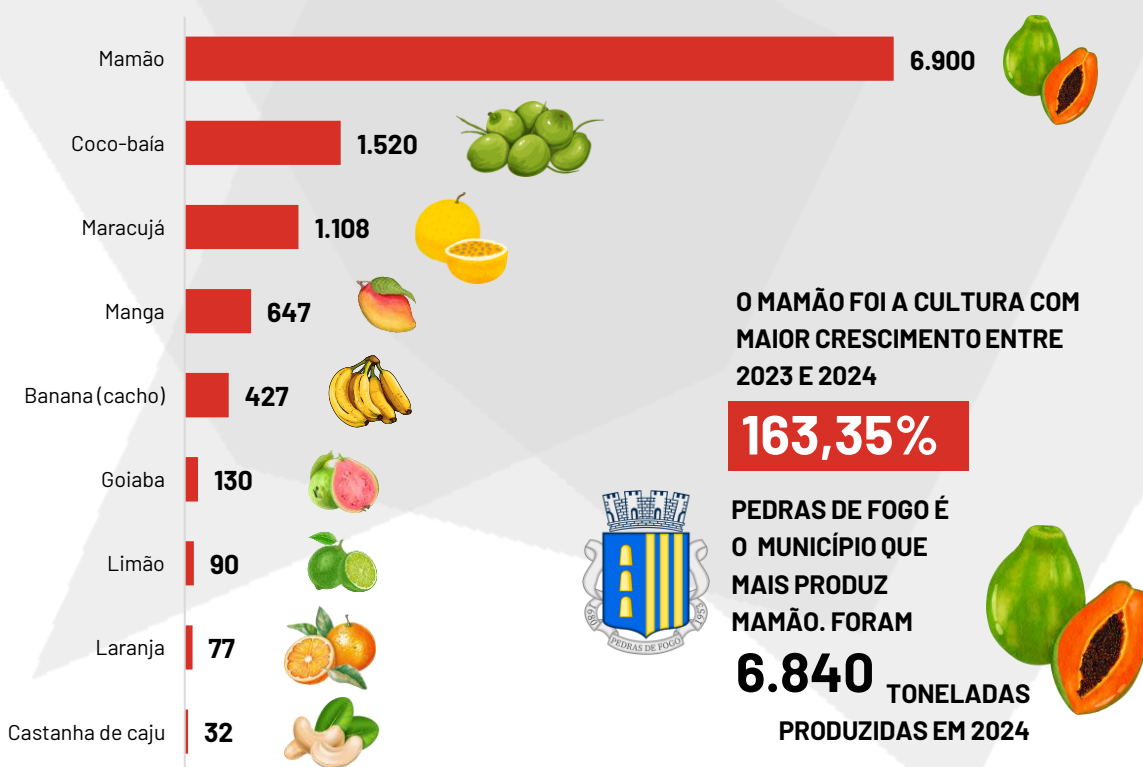 Mamão 6.900
Coco-baía 1.520
Maracujá 1.108
Manga 647
Banana (cacho) 427
Goiaba 130
Limão 90
Laranja 77
Castanha de caju 32
O MAMÃO FOI A CULTURA COM
MAIOR CRESCIMENTO ENTRE
2023 E 2024
163,35%
PEDRAS DE FOGO É
O MUNICÍPIO QUE
MAIS PRODUZ
MAMÃO. FORAM
6.840 TONELADAS
PRODUZIDAS EM 2024
PEDRAS DE FOGO